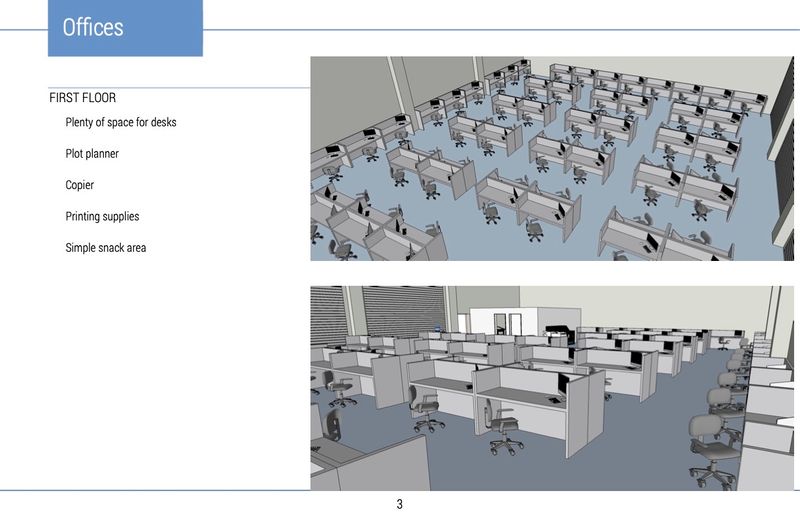 Offices
FIRST FLOOR
Plenty of space for desks
Plot planner
Copier
Printing supplies
Simple snack area
3